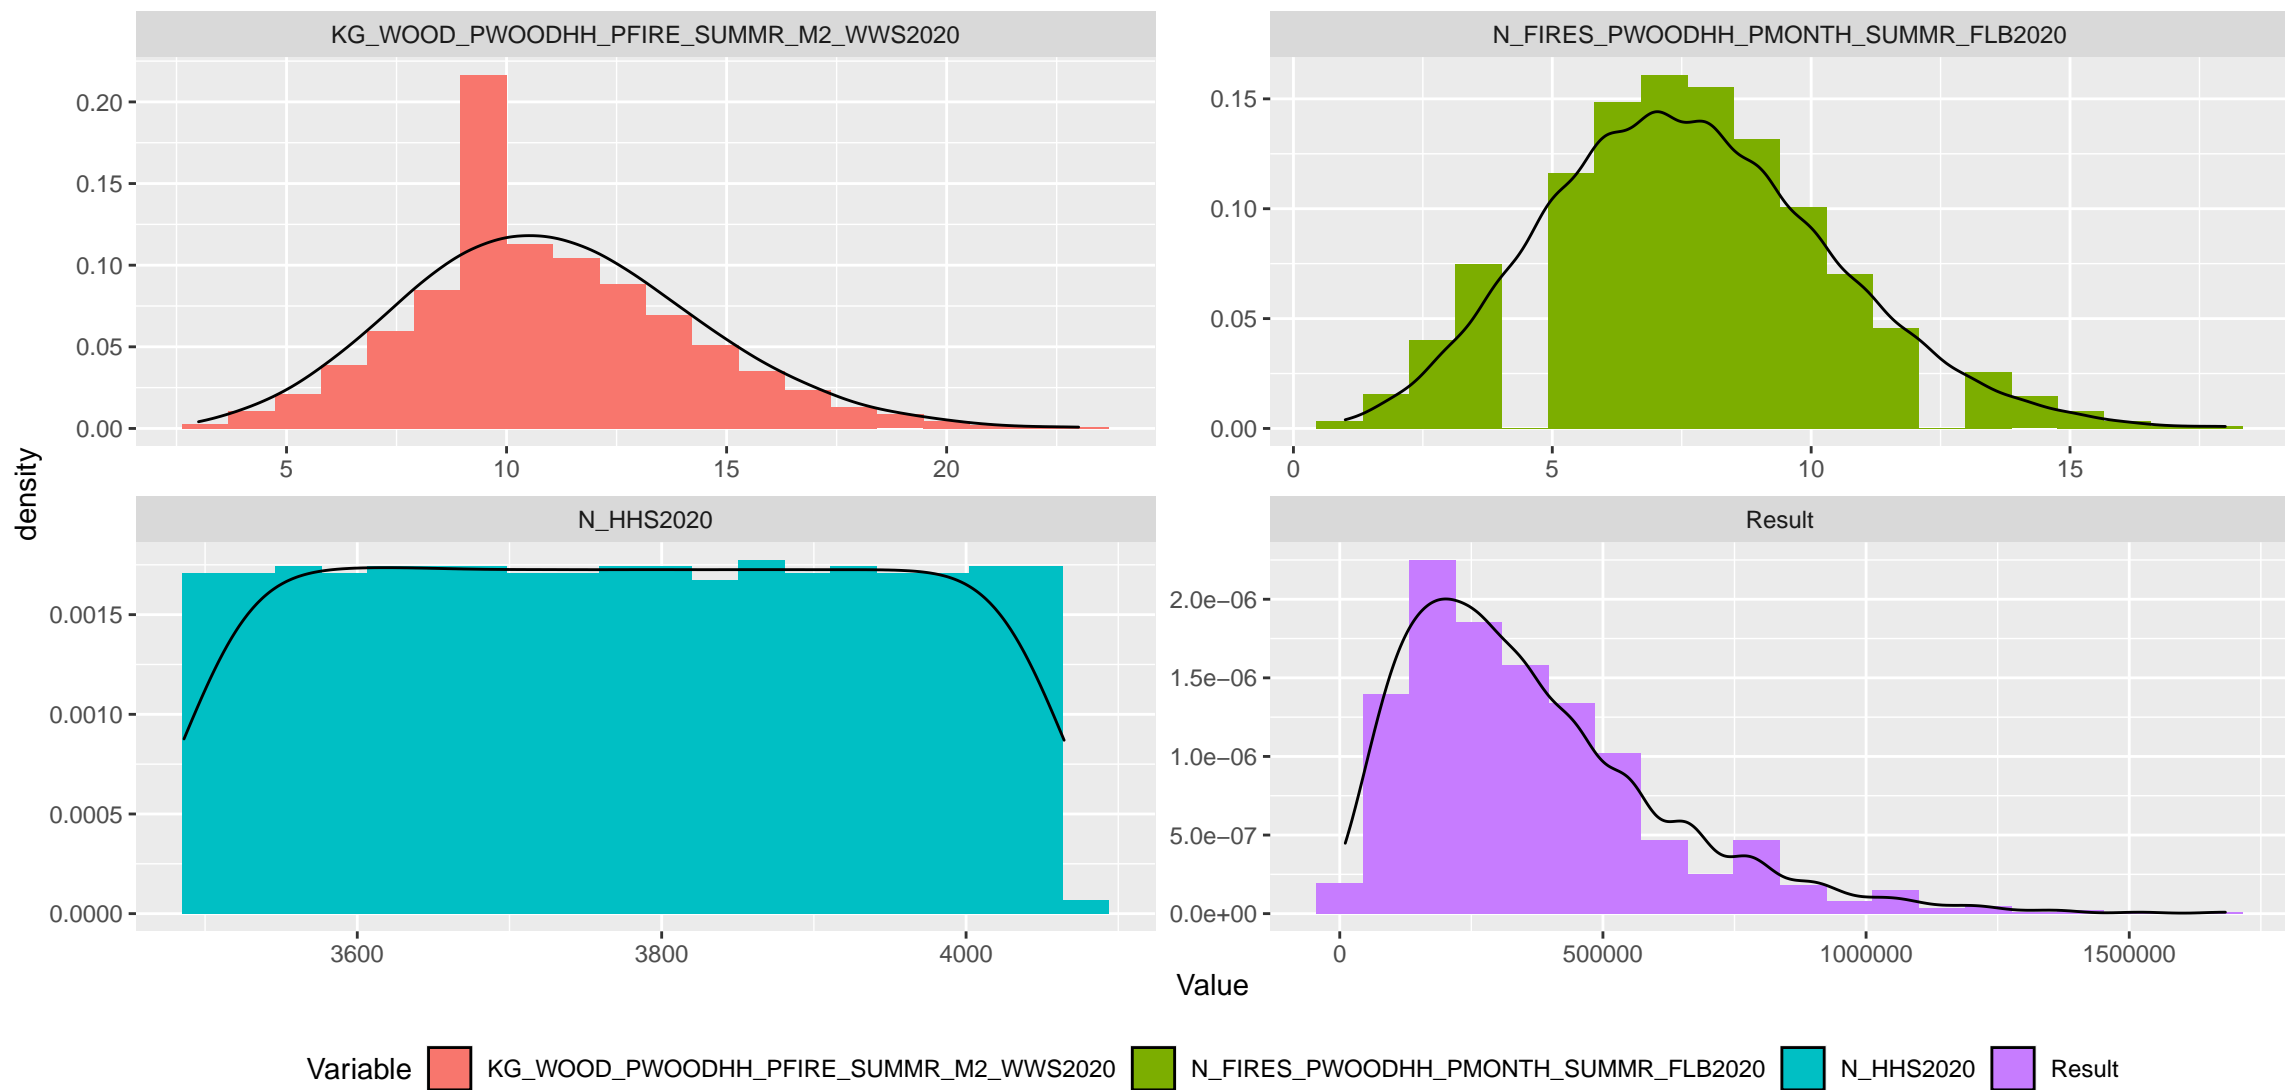 KG_WOOD_PWOODHH_PFIRE_SUMMR_M2_WWS2020
N_FIRES_PWOODHH_PMONTH_SUMMR_FLB2020
0.20
0.15
0.10
0.05
0.00
5 10 15 20
0.15
0.10
0.05
0.00
0 5 10 15
density
N_HHS2020
Result
0.0015
0.0010
0.0005
0.0000
3600 3800 4000
2.0e−06
1.5e−06
1.0e−06
5.0e−07
0.0e+00
0 500000 1000000 1500000
Value
Variable KG_WOOD_PWOODHH_PFIRE_SUMMR_M2_WWS2020 N_FIRES_PWOODHH_PMONTH_SUMMR_FLB2020 N_HHS2020 Result